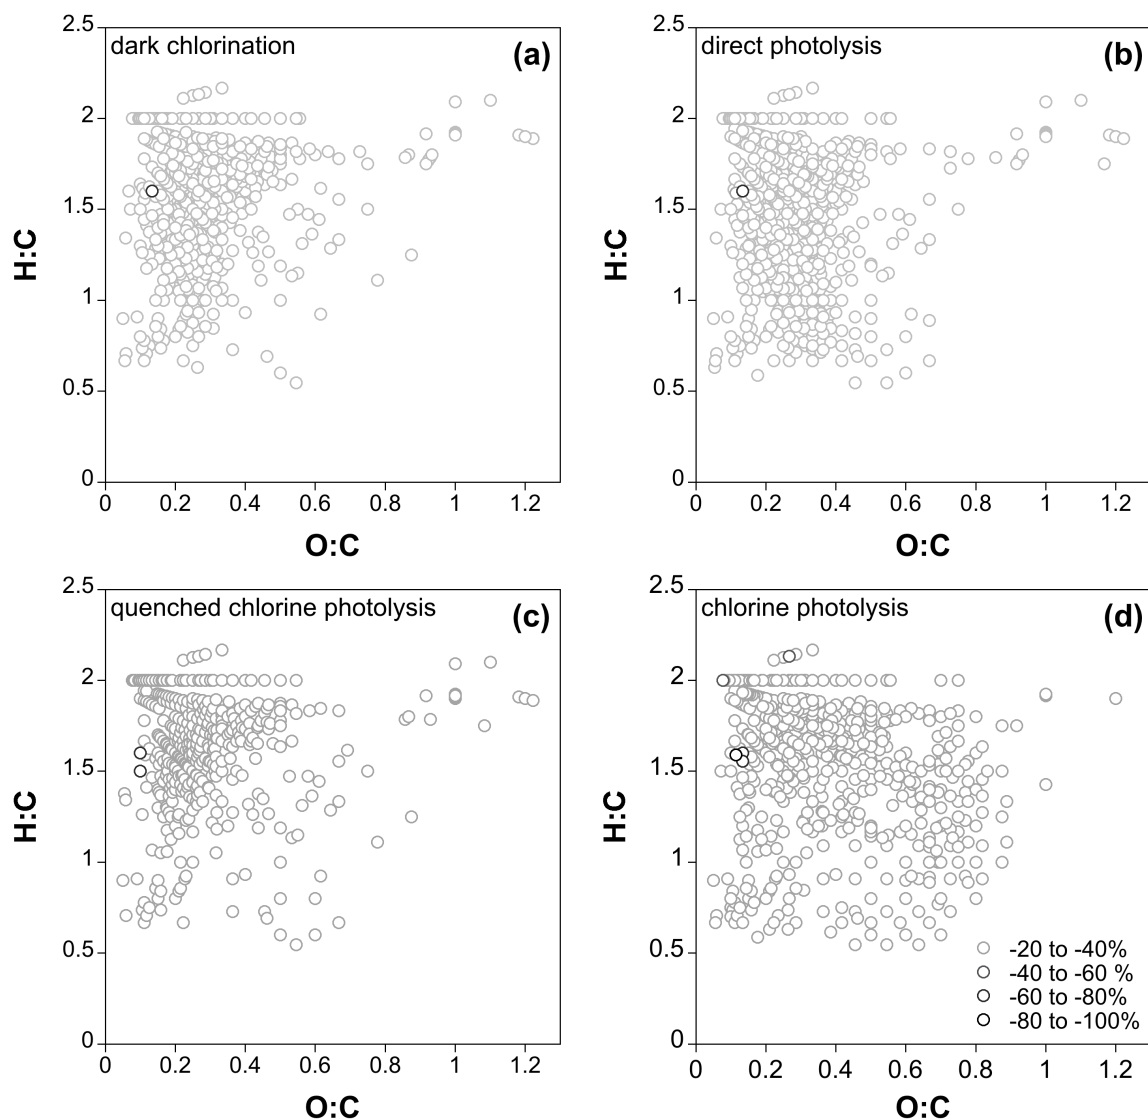 dark chlorination
(a)
2.5
2
1.5
1
0.5
0
H:C
0 0.2 0.4 0.6 0.8 1 1.2
O:C
direct photolysis
(b)
2.5
2
1.5
1
0.5
0
H:C
0 0.2 0.4 0.6 0.8 1 1.2
O:C
quenched chlorine photolysis
(c)
2.5
2
1.5
1
0.5
0
H:C
0 0.2 0.4 0.6 0.8 1 1.2
O:C
chlorine photolysis
(d)
2.5
2
1.5
1
0.5
0
H:C
-20 to -40%
-40 to -60 %
-60 to -80%
-80 to -100%
0 0.2 0.4 0.6 0.8 1 1.2
O:C